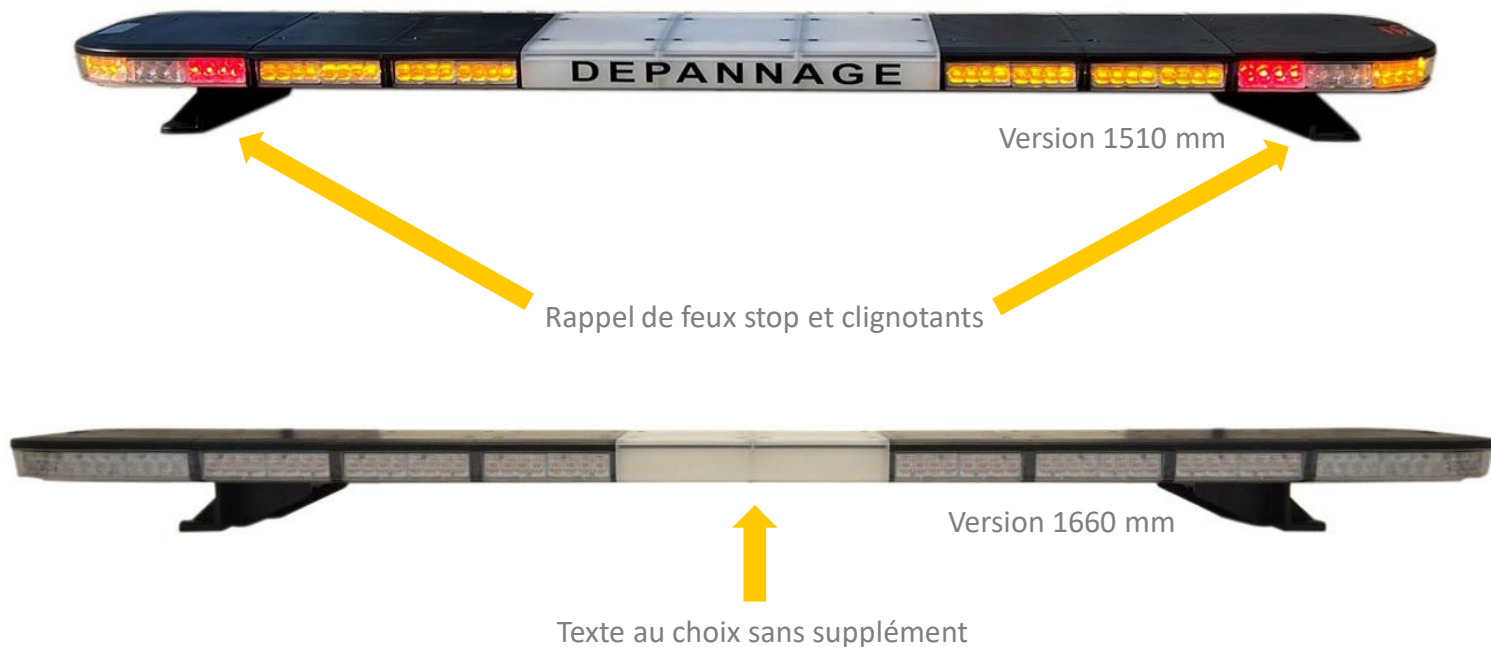 DEPANNAGE
Version 1510 mm
Rappel de feux stop et clignotants
Version 1660 mm
Texte au choix sans supplément